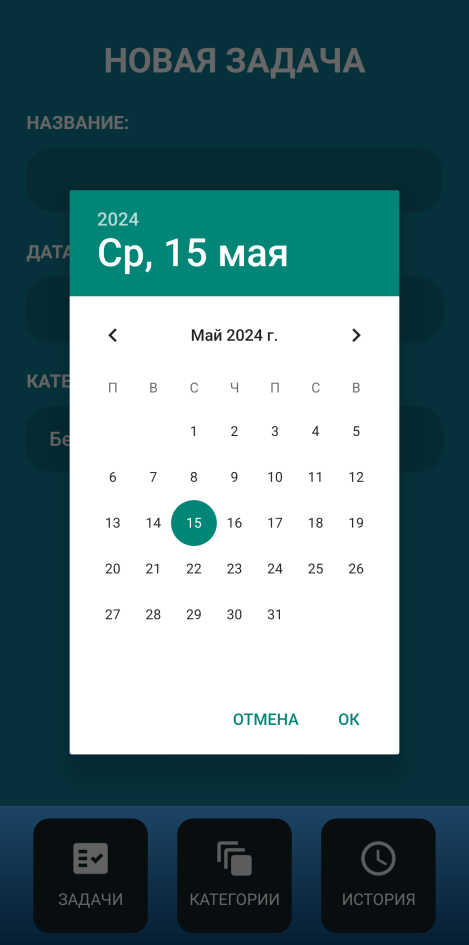 НОВАЯ ЗАДАЧА
НАЗВАНИЕ:
ДАТА
2024
Ср, 15 мая
Май 2024 г.
П В С Ч П С В
1 2 3 4 5
6 7 8 9 10 11 12
13 14 15 16 17 18 19
20 21 22 23 24 25 26
27 28 29 30 31
КАТЕ
Бе
ОТМЕНА ОК
ЗАДАЧИ КАТЕГОРИИ ИСТОРИЯ